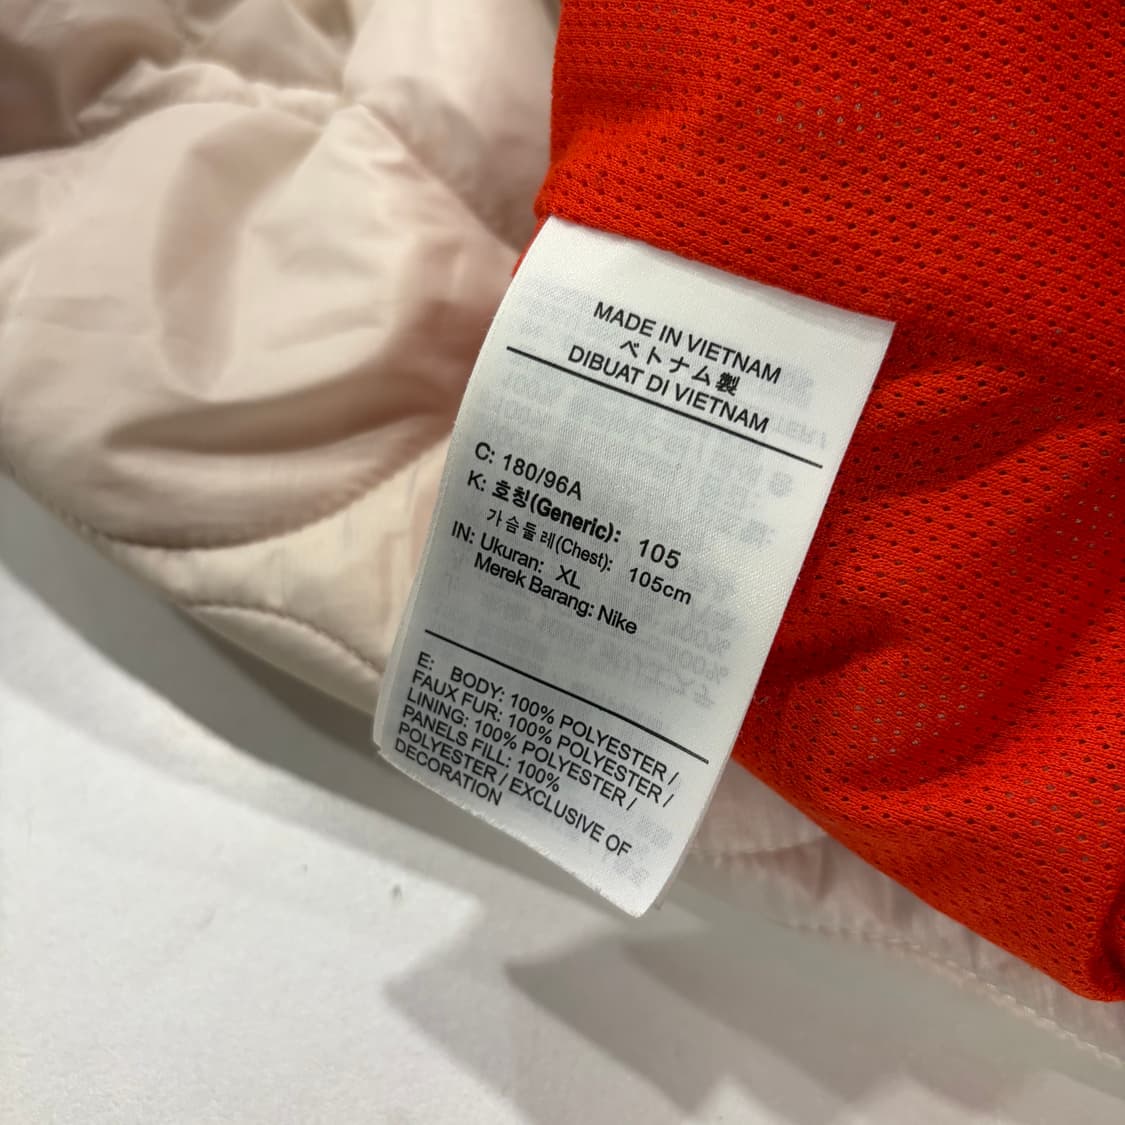 MADE IN VIETNAM
ベトナム製
DIBUAT DI VIETNAM
C: 180/96A
K: 호칭(Generic): 105
가슴둘레(Chest): 105cm
IN: Ukuran: XL
Merek Barang: Nike
E: BODY: 100% POLYESTER /
FAUX FUR: 100% POLYESTER /
LINING: 100% POLYESTER /
PANELS FILL: 100%
POLYESTER / EXCLUSIVE OF
DECORATION